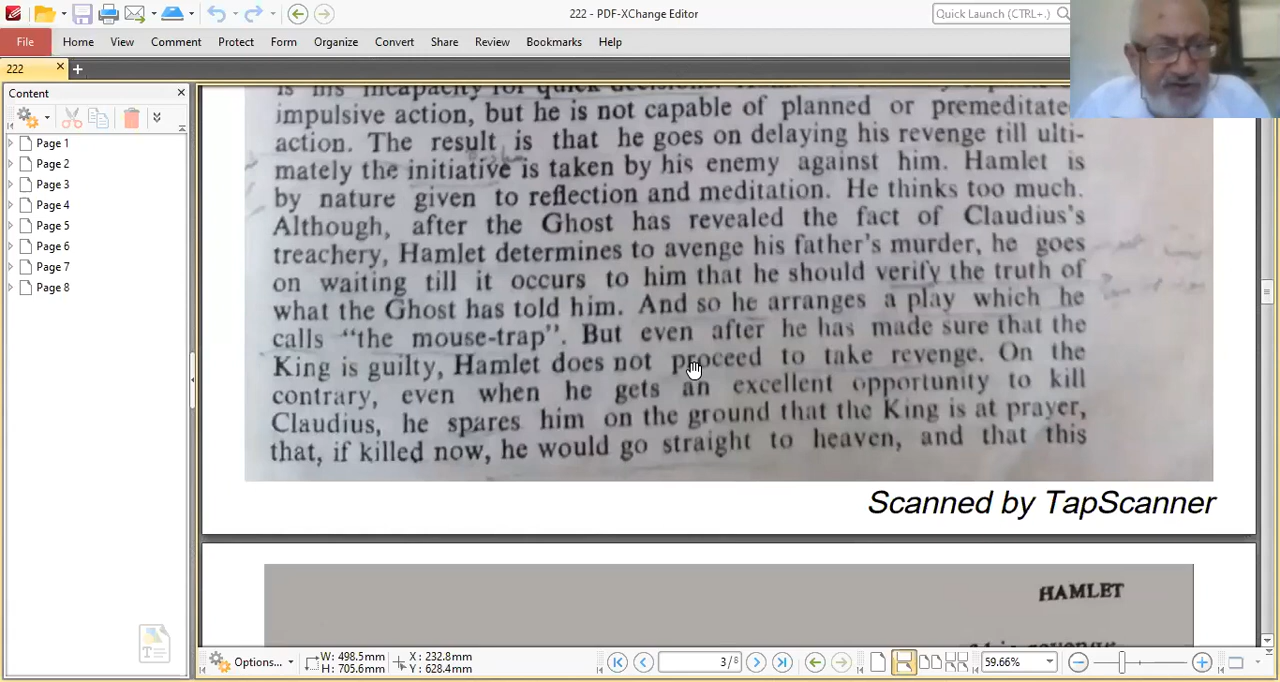 222 - PDF-XChange Editor
Quick Launch (CTRL+.)
File Home View Comment Protect Form Organize Convert Share Review Bookmarks Help
222
Content
Page 1
Page 2
Page 3
Page 4
Page 5
Page 6
Page 7
Page 8
is his incapacity for quick decisions.
impulsive action, but he is not capable of planned or premeditate
action. The result is that he goes on delaying his revenge till ulti-
mately the initiative is taken by his enemy against him. Hamlet is
by nature given to reflection and meditation. He thinks too much.
Although, after the Ghost has revealed the fact of Claudius's
treachery, Hamlet determines to avenge his father's murder, he goes
on waiting till it occurs to him that he should verify the truth of
what the Ghost has told him. And so he arranges a play which he
calls "the mouse-trap". But even after he has made sure that the
King is guilty, Hamlet does not proceed to take revenge. On the
contrary, even when he gets an excellent opportunity to kill
Claudius, he spares him on the ground that the King is at prayer,
that, if killed now, he would go straight to heaven, and that this
Scanned by TapScanner
HAMLET
Options...
W: 498.5mm
H: 705.6mm
X: 232.8mm
Y: 628.4mm
3/8
59.66%